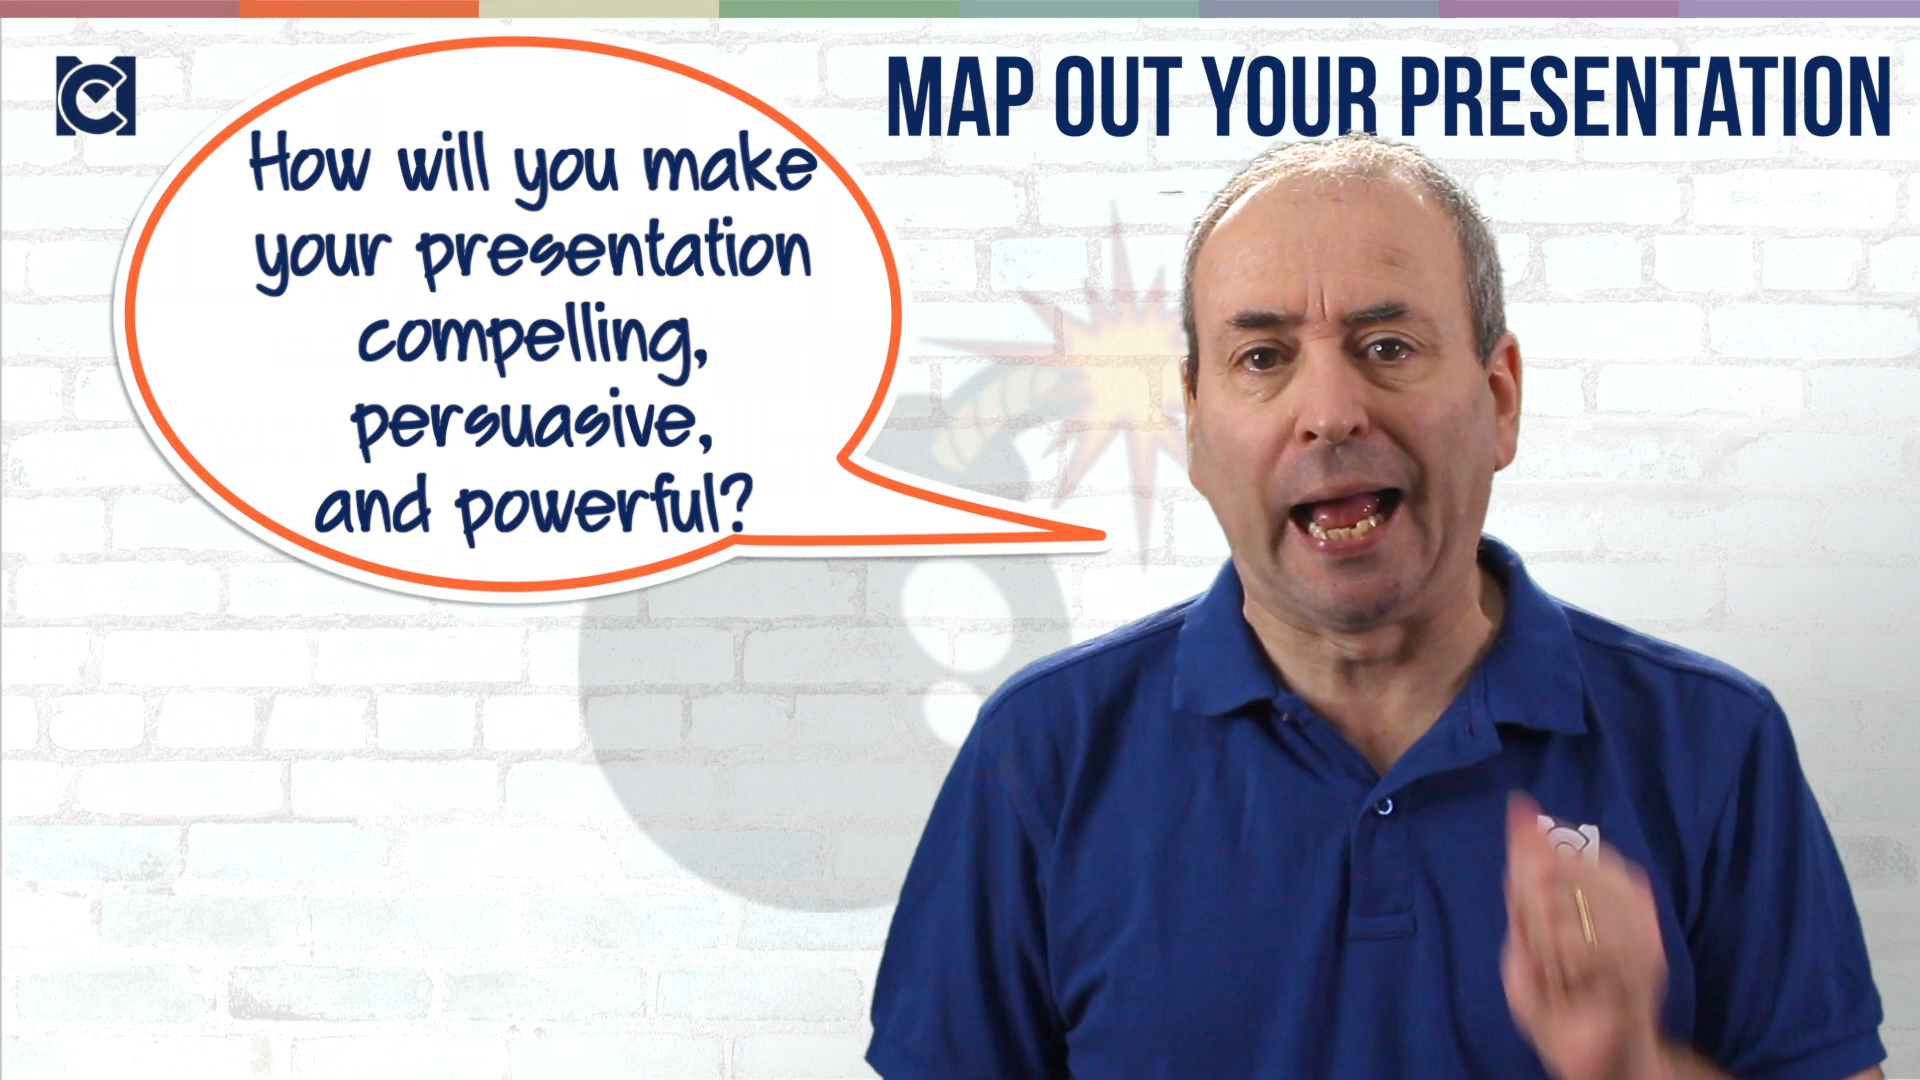 MAP OUT YOUR PRESENTATION
How will you make
your presentation
compelling,
persuasive,
and powerful?